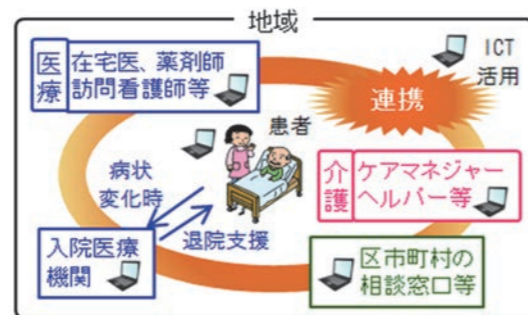 地域
医療
在宅医、薬剤師
訪問看護師等
ICT
活用
連携
患者
病状
変化時
介護
ケアマネジャー
ヘルパー等
退院支援
入院医療
機関
区市町村の
相談窓口等